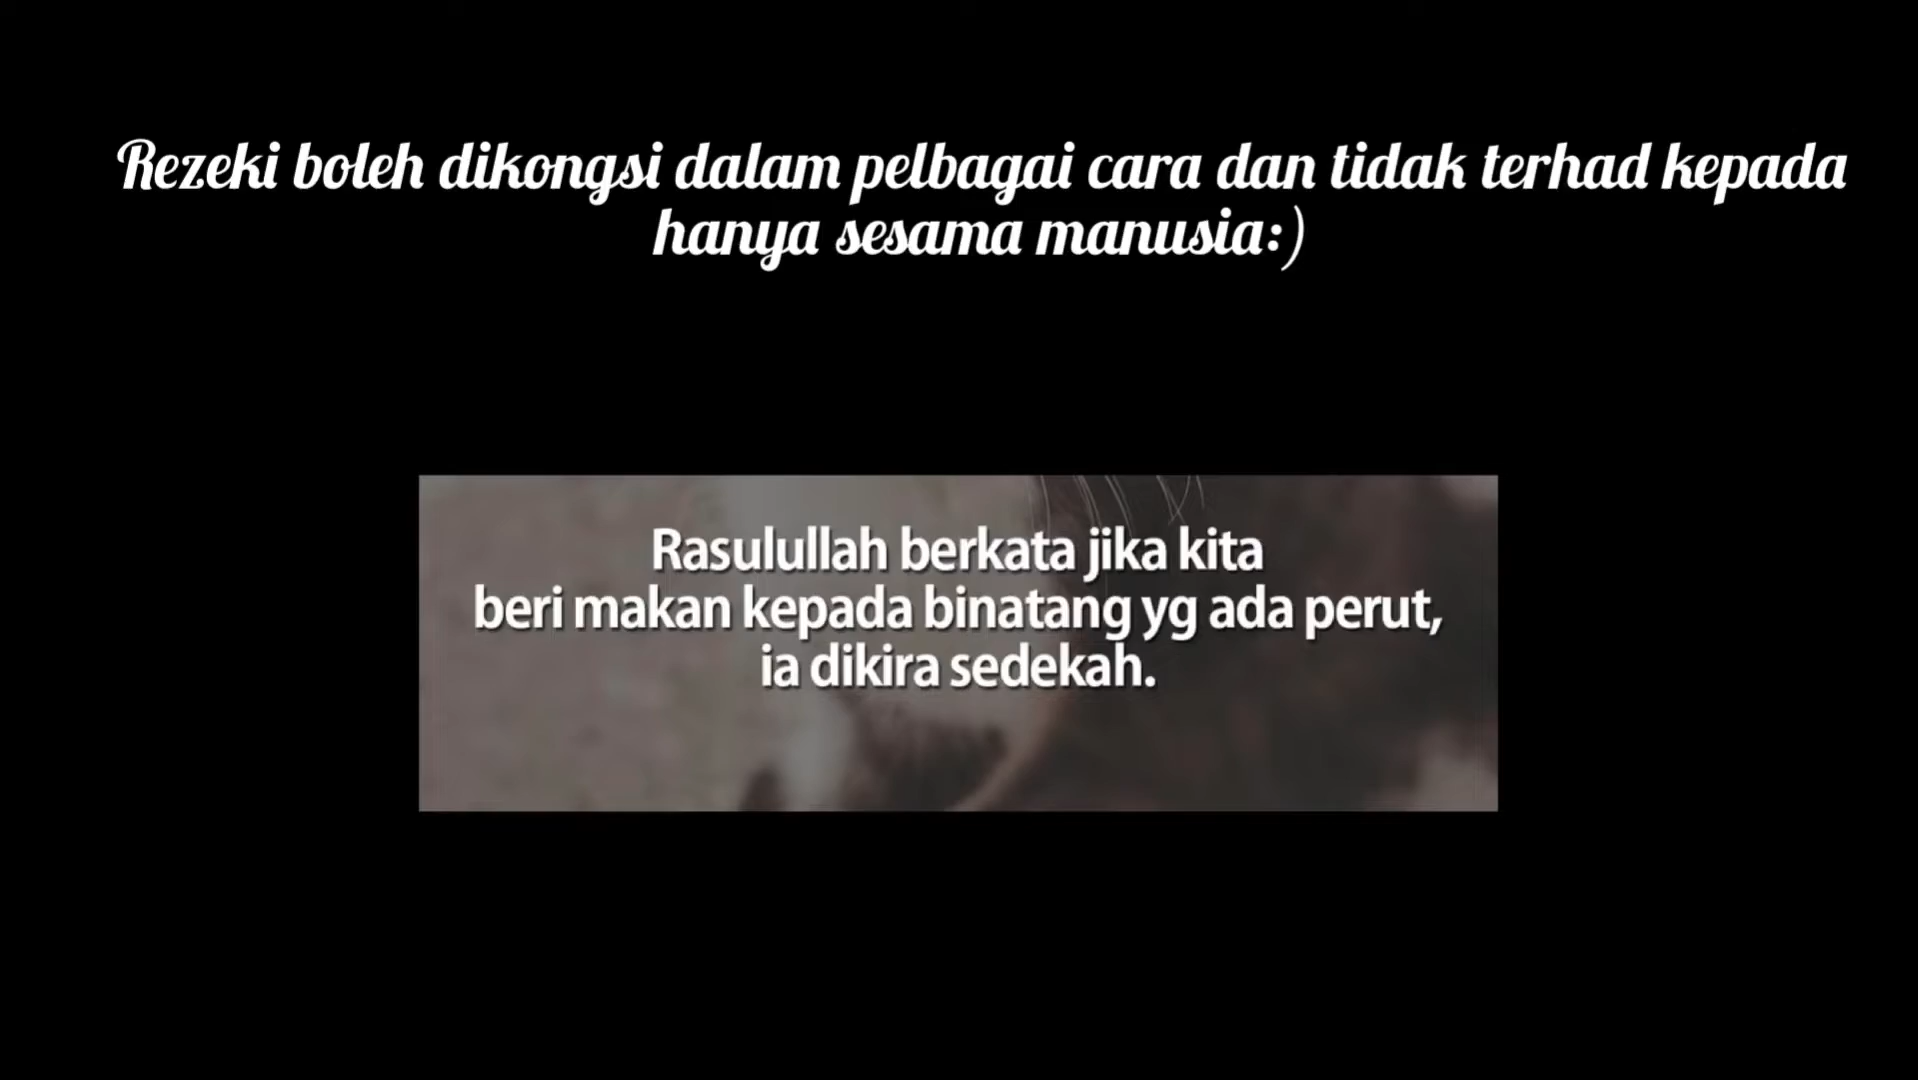 Rezeki boleh dikongsi dalam pelbagai cara dan tidak terhad kepada
hanya sesama manusia:)
Rasulullah berkata jika kita
beri makan kepada binatang yg ada perut,
ia dikira sedekah.